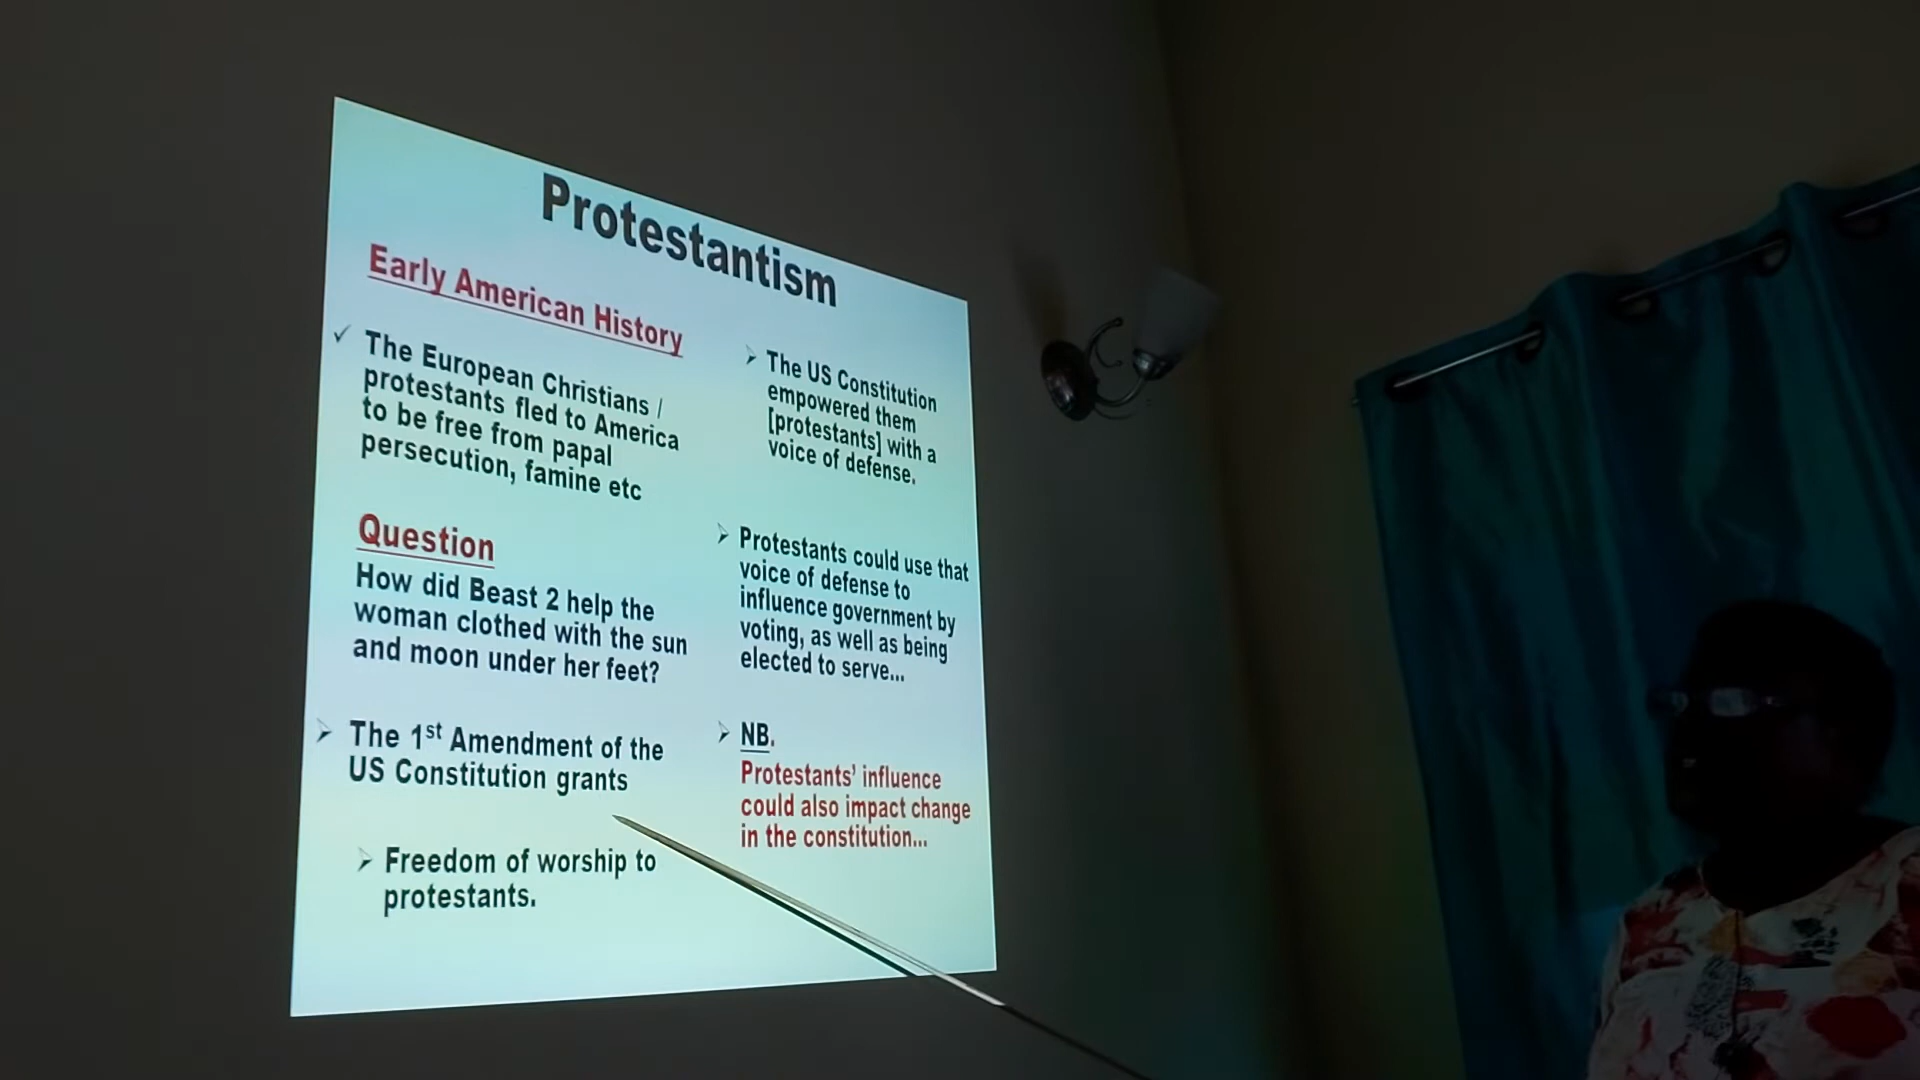 Protestantism
Early American History
The European Christians /
protestants fled to America
to be free from papal
persecution, famine etc
Question
How did Beast 2 help the
woman clothed with the sun
and moon under her feet?
The 1st Amendment of the
US Constitution grants
Freedom of worship to
protestants.
The US Constitution
empowered them
[protestants] with a
voice of defense.
Protestants could use that
voice of defense to
influence government by
voting, as well as being
elected to serve...
NB.
Protestants' influence
could also impact change
in the constitution...